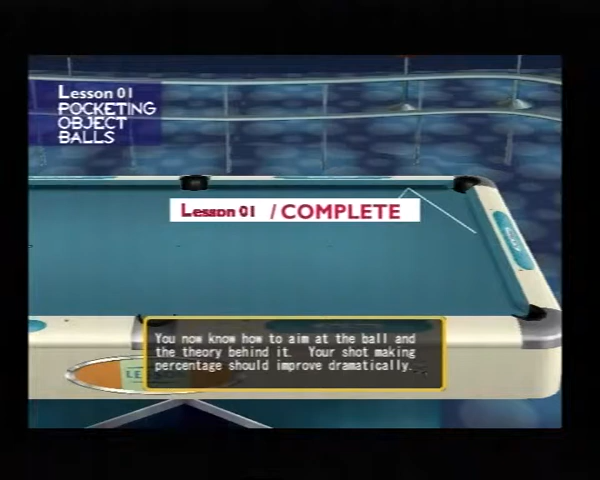 Lesson 01
POCKETING
OBJECT
BALLS
Lesson 01 / COMPLETE
You now know how to aim at the ball and
the theory behind it. Your shot making
percentage should improve dramatically.